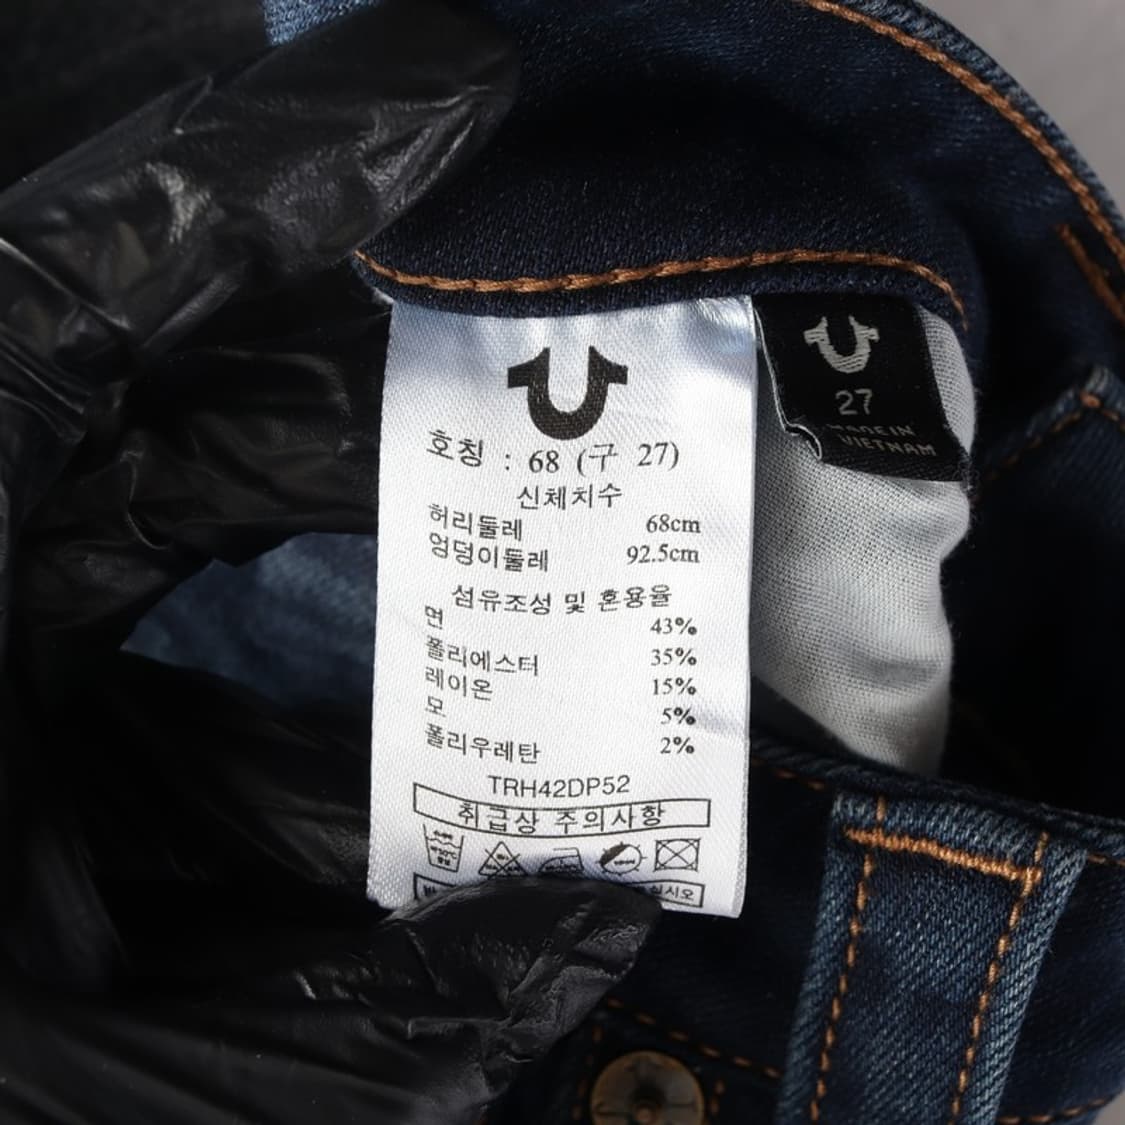 호칭 : 68 (구 27)
신체치수
허리둘레 68cm
엉덩이둘레 92.5cm
섬유조성 및 혼용율
면 43%
폴리에스터 35%
레이온 15%
모 5%
폴리우레탄 2%
TRH42DP52
취급상 주의사항
27
MADE IN
VIETNAM